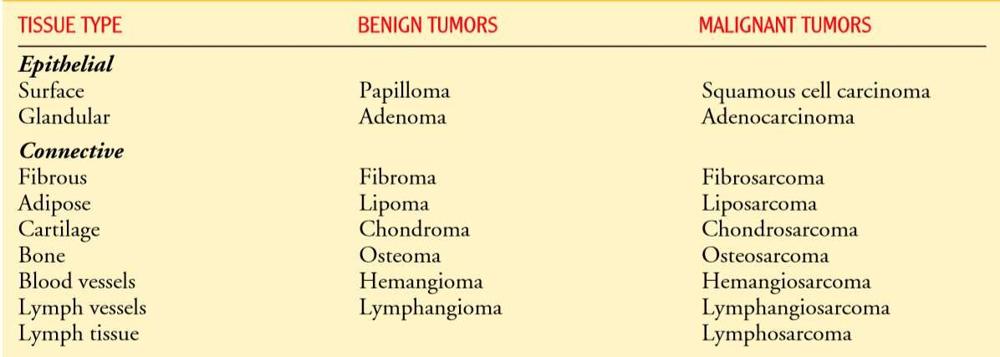 TISSUE TYPE BENIGN TUMORS MALIGNANT TUMORS
Epithelial
Surface Papilloma Squamous cell carcinoma
Glandular Adenoma Adenocarcinoma
Connective
Fibrous Fibroma Fibrosarcoma
Adipose Lipoma Liposarcoma
Cartilage Chondroma Chondrosarcoma
Bone Osteoma Osteosarcoma
Blood vessels Hemangioma Hemangiosarcoma
Lymph vessels Lymphangioma Lymphangiosarcoma
Lymph tissue Lymphosarcoma